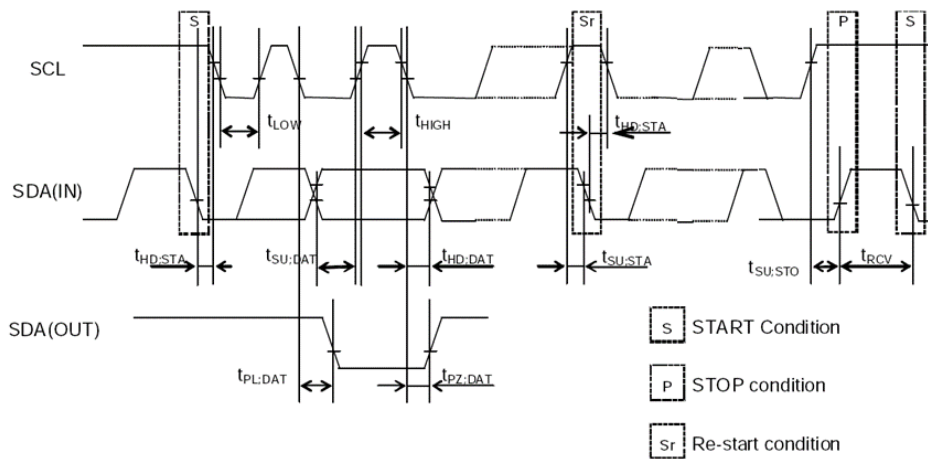 S Sr P S
SCL
tLOW tHIGH tHD:STA
SDA(IN)
tHD:STA tSU:DAT tHD:DAT tSU:STA tSU:STO tRCV
SDA(OUT)
S START Condition
tPL:DAT tPZ:DAT
P STOP condition
Sr Re-start condition